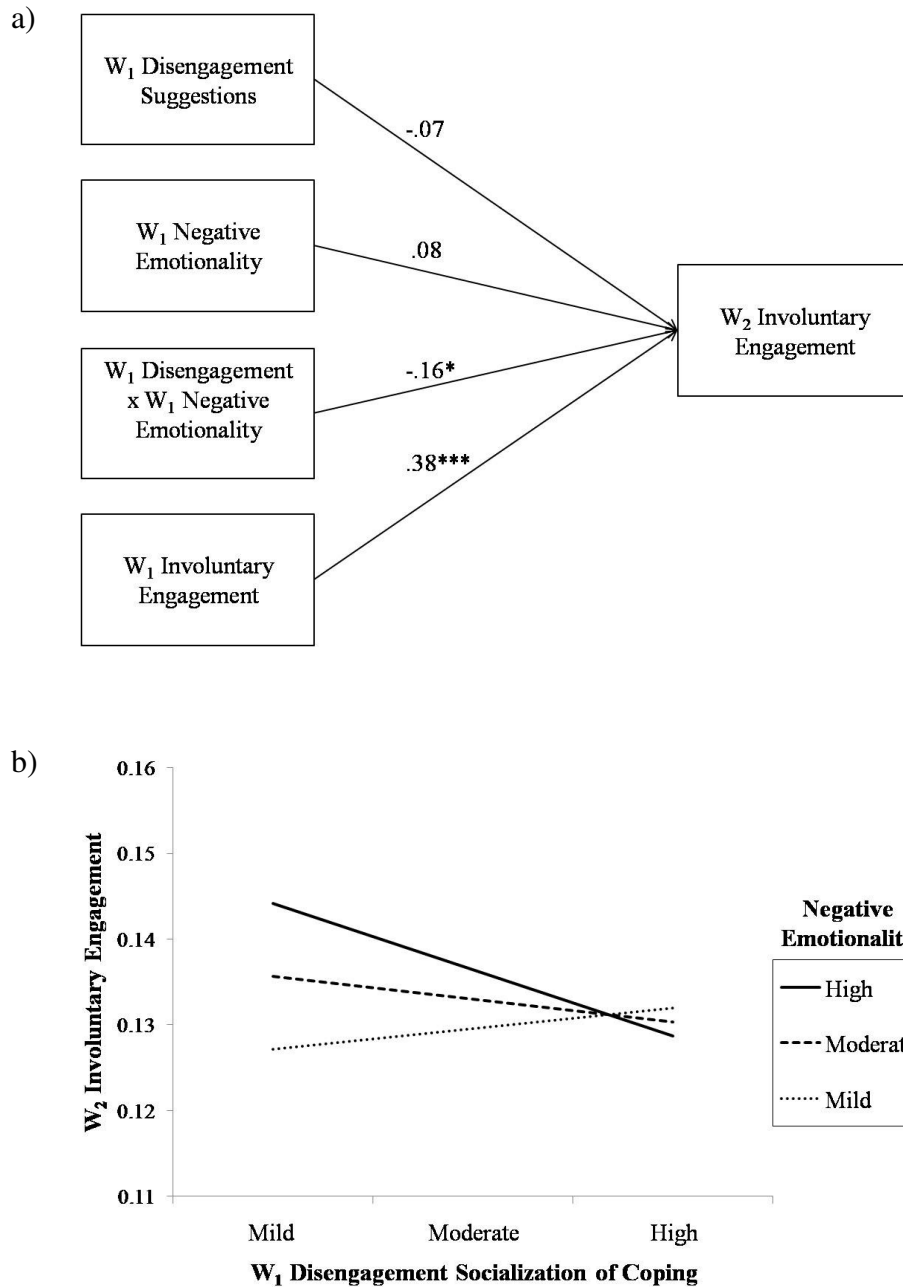 a)
W₁ Disengagement
Suggestions
-.07
W₁ Negative
Emotionality
.08
W₂ Involuntary
Engagement
W₁ Disengagement
x W₁ Negative
Emotionality
-.16*
.38***
W₁ Involuntary
Engagement
b)
0.16
0.15
0.14
0.13
0.12
0.11
W₂ Involuntary Engagement
Mild
Moderate
High
W₁ Disengagement Socialization of Coping
Negative
Emotionalit
High
Moderat
Mild